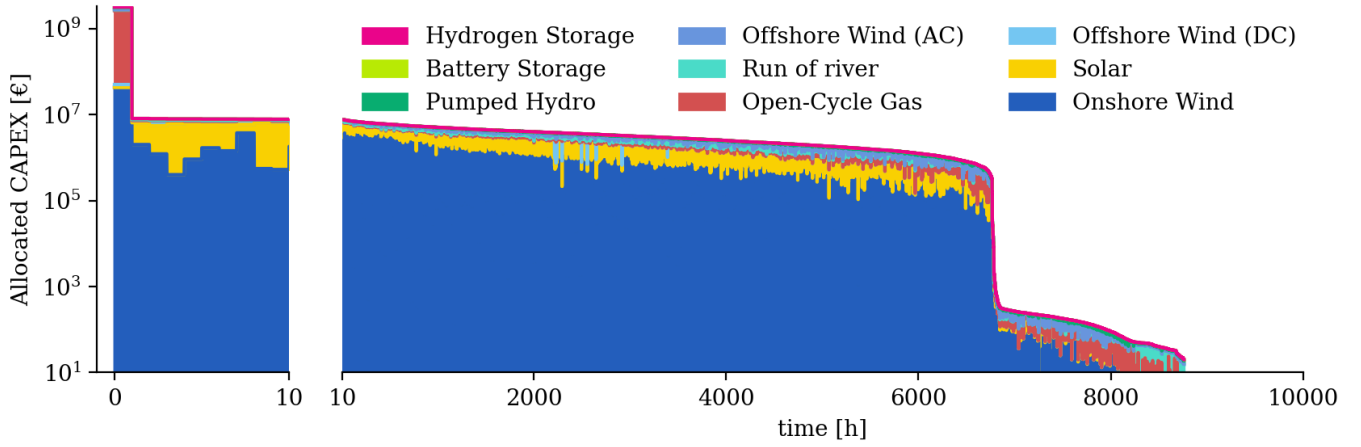 Allocated CAPEX [€]
10⁹
10⁷
10⁵
10³
10¹
Hydrogen Storage
Battery Storage
Pumped Hydro
Offshore Wind (AC)
Run of river
Open-Cycle Gas
Offshore Wind (DC)
Solar
Onshore Wind
0
10
10
2000
4000
6000
8000
10000
time [h]